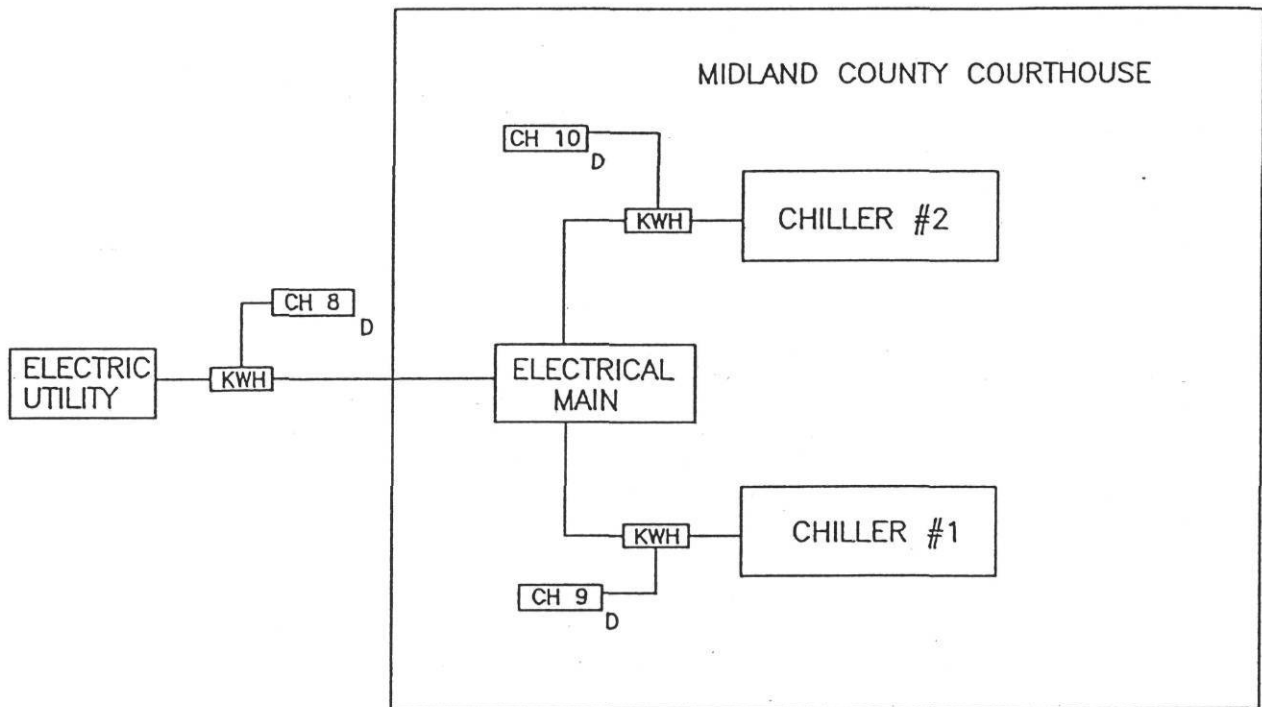 MIDLAND COUNTY COURTHOUSE
CH 10
D
KWH
CHILLER #2
CH 8
D
ELECTRIC
UTILITY
KWH
ELECTRICAL
MAIN
KWH
CHILLER #1
CH 9
D